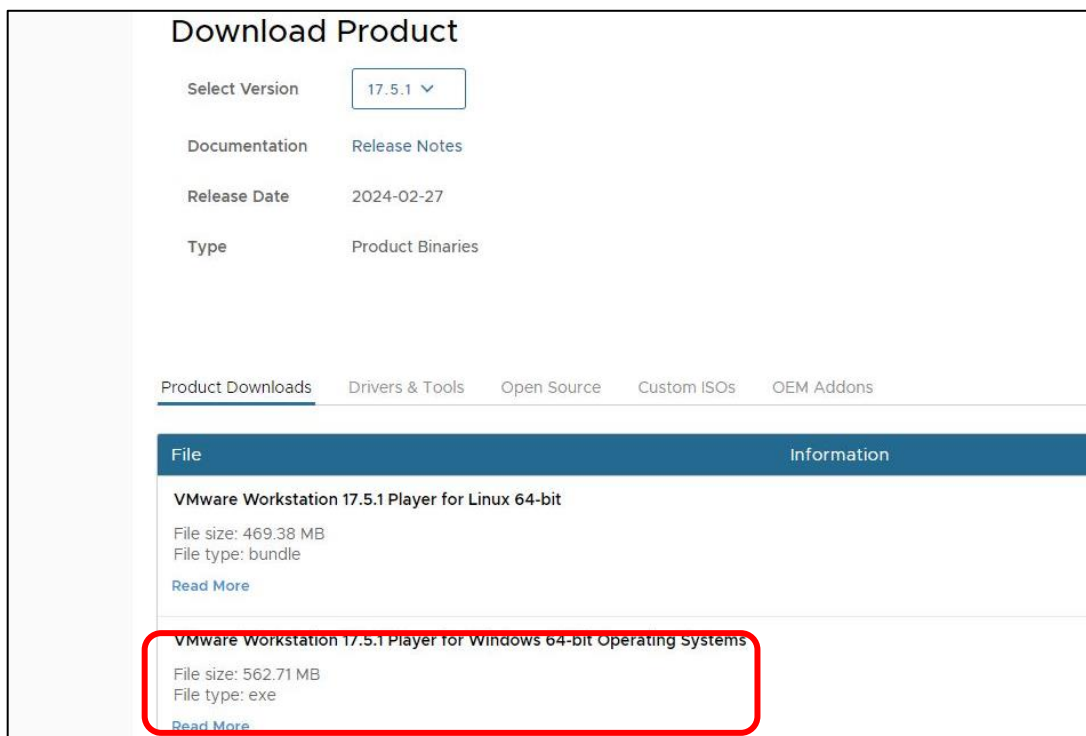 Download Product
Select Version 17.5.1
Documentation Release Notes
Release Date 2024-02-27
Type Product Binaries
Product Downloads Drivers & Tools Open Source Custom ISOs OEM Addons
File Information
VMware Workstation 17.5.1 Player for Linux 64-bit
File size: 469.38 MB
File type: bundle
Read More
VMware Workstation 17.5.1 Player for Windows 64-bit Operating Systems
File size: 562.71 MB
File type: exe
Read More